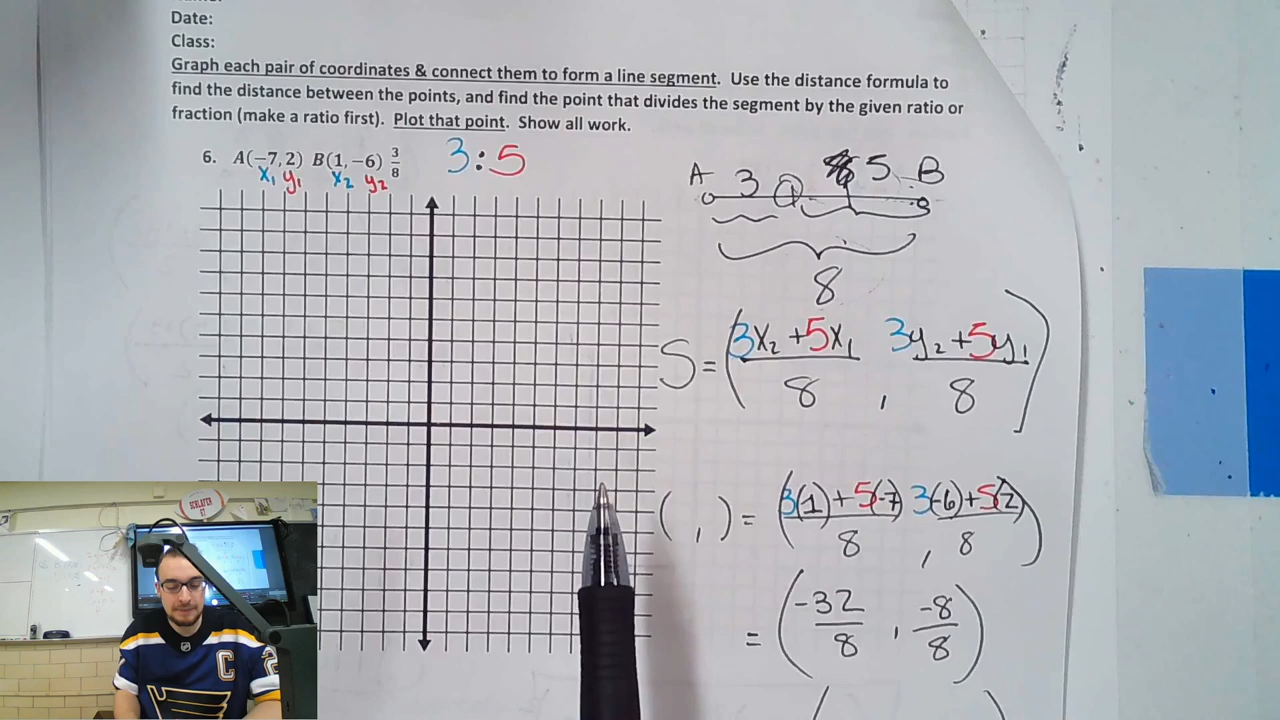 Date:
Class:
Graph each pair of coordinates & connect them to form a line segment. Use the distance formula to
find the distance between the points, and find the point that divides the segment by the given ratio or
fraction (make a ratio first). Plot that point. Show all work.
6. A(−7, 2) B(1, −6) 3/8 3:5
x₁ y₁ x₂ y₂
A 3 5 B
8
S = (3x₂ + 5x₁ / 8 , 3y₂ + 5y₁ / 8)
( , ) = (3(1) + 5(-7) / 8 , 3(-6) + 5(2) / 8)
= (-32/8 , -8/8)
SCHLAFER
C
2